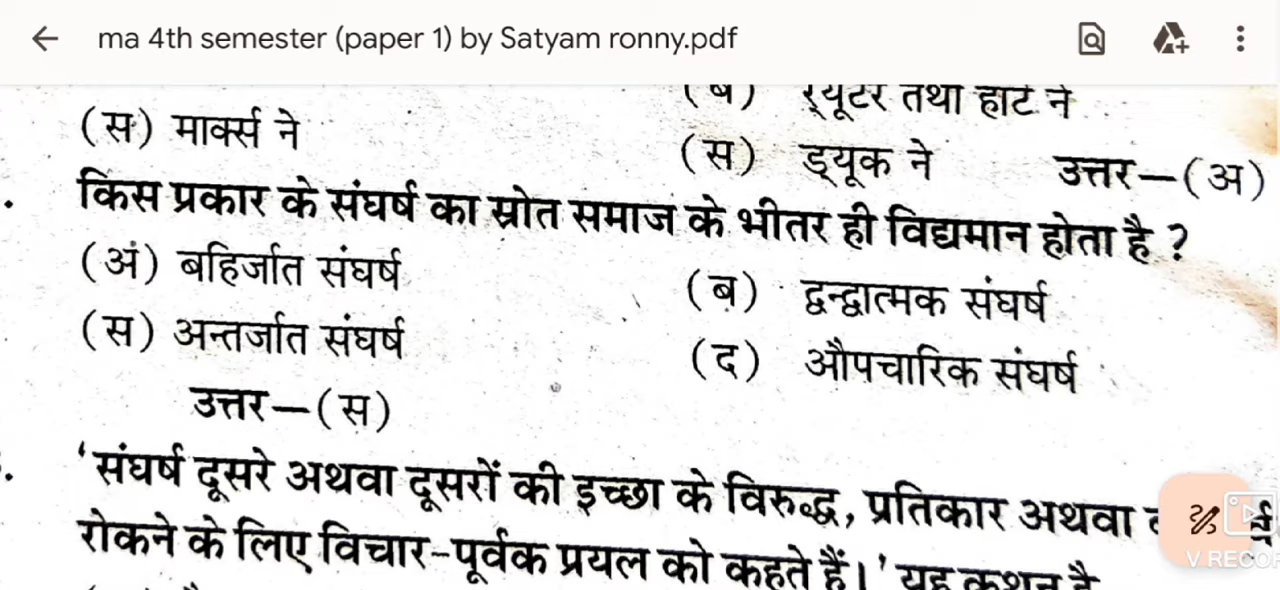 ma 4th semester (paper 1) by Satyam ronny.pdf
(ब) र्यूटर तथा हार्ट ने
(स) मार्क्स ने
(स) ड्यूक ने उत्तर—(अ)
किस प्रकार के संघर्ष का स्रोत समाज के भीतर ही विद्यमान होता है ?
(अं) बहिर्जात संघर्ष (ब) द्वन्द्वात्मक संघर्ष
(स) अन्तर्जात संघर्ष (द) औपचारिक संघर्ष
उत्तर—(स)
'संघर्ष दूसरे अथवा दूसरों की इच्छा के विरुद्ध, प्रतिकार अथवा
रोकने के लिए विचार-पूर्वक प्रयल को कहते हैं।' यह कथन है
V RECOR